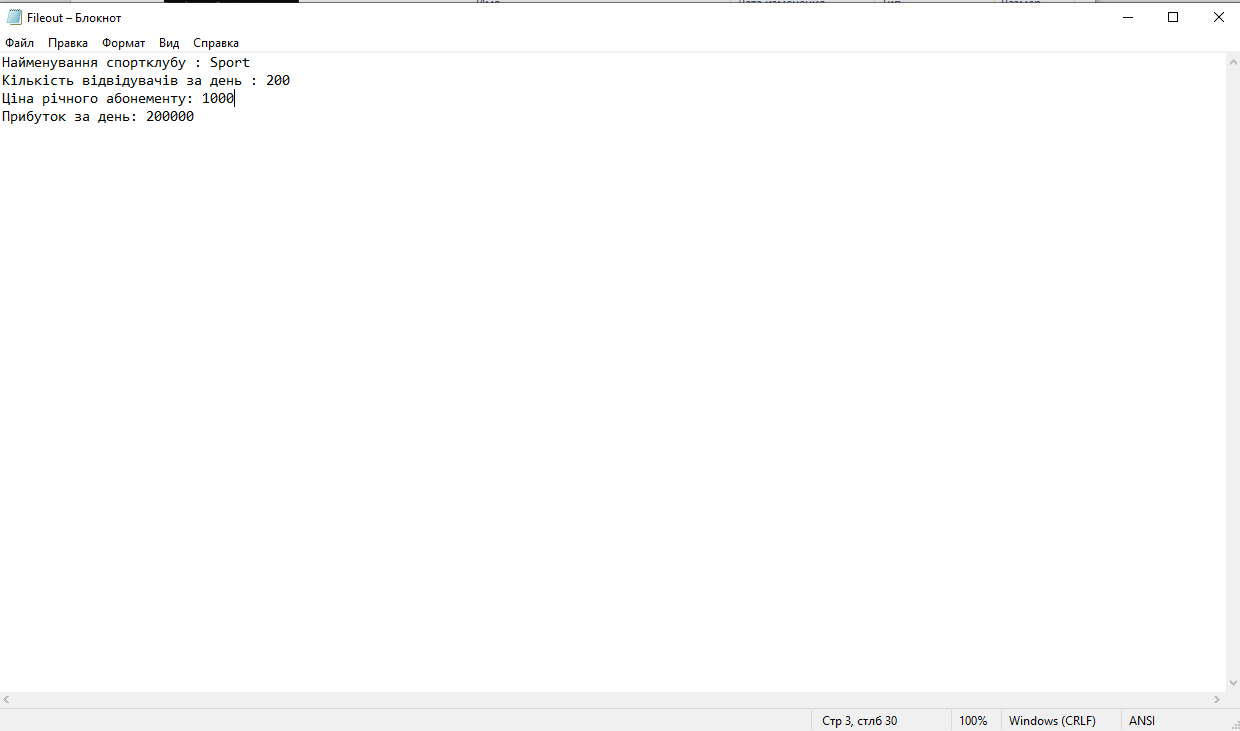 Fileout – Блокнот
Файл Правка Формат Вид Справка
Найменування спортклубу : Sport
Кількість відвідувачів за день : 200
Ціна річного абонементу: 1000
Прибуток за день: 200000
Стр 3, стлб 30 100% Windows (CRLF) ANSI